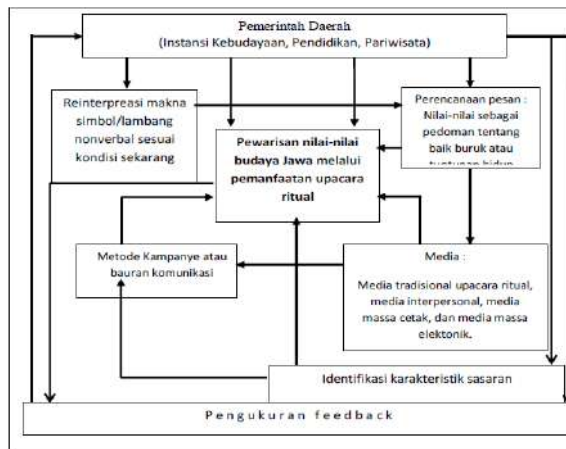 Pemerintah Daerah
(Instansi Kebudayaan, Pendidikan, Pariwisata)
Reinterpreasi makna
simbol/lambang
nonverbal sesuai
kondisi sekarang
Perencanaan pesan :
Nilai-nilai sebagai
pedoman tentang
baik buruk atau
tuntunan hidup
Pewarisan nilai-nilai
budaya Jawa melalui
pemanfaatan upacara
ritual
Metode Kampanye atau
bauran komunikasi
Media :
Media tradisional upacara ritual,
media interpersonal, media
massa cetak, dan media massa
elektonik.
Identifikasi karakteristik sasaran
Pengukuran feedback